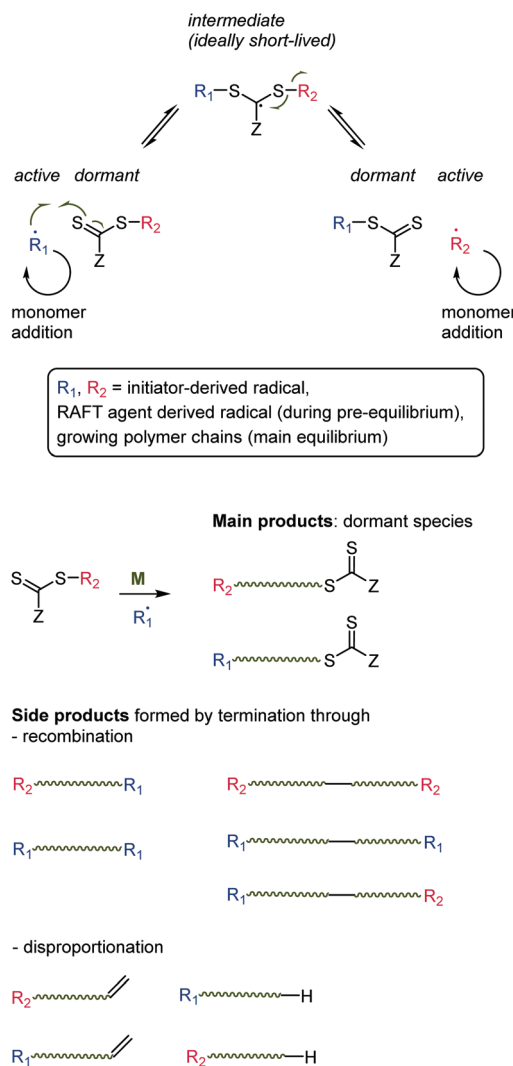 intermediate
(ideally short-lived)
R1 S S R2
Z
active dormant
dormant active
S S R2
R1
Z
R1 S S
R2
Z
monomer
addition
monomer
addition
R1, R2 = initiator-derived radical,
RAFT agent derived radical (during pre-equilibrium),
growing polymer chains (main equilibrium)
Main products: dormant species
S S R2
Z
M
R1
S
R2 S Z
S
R1 S Z
Side products formed by termination through
- recombination
R2 R1
R2 R2
R1 R1
R1 R1
R1 R2
- disproportionation
R2
R1 H
R1
R2 H